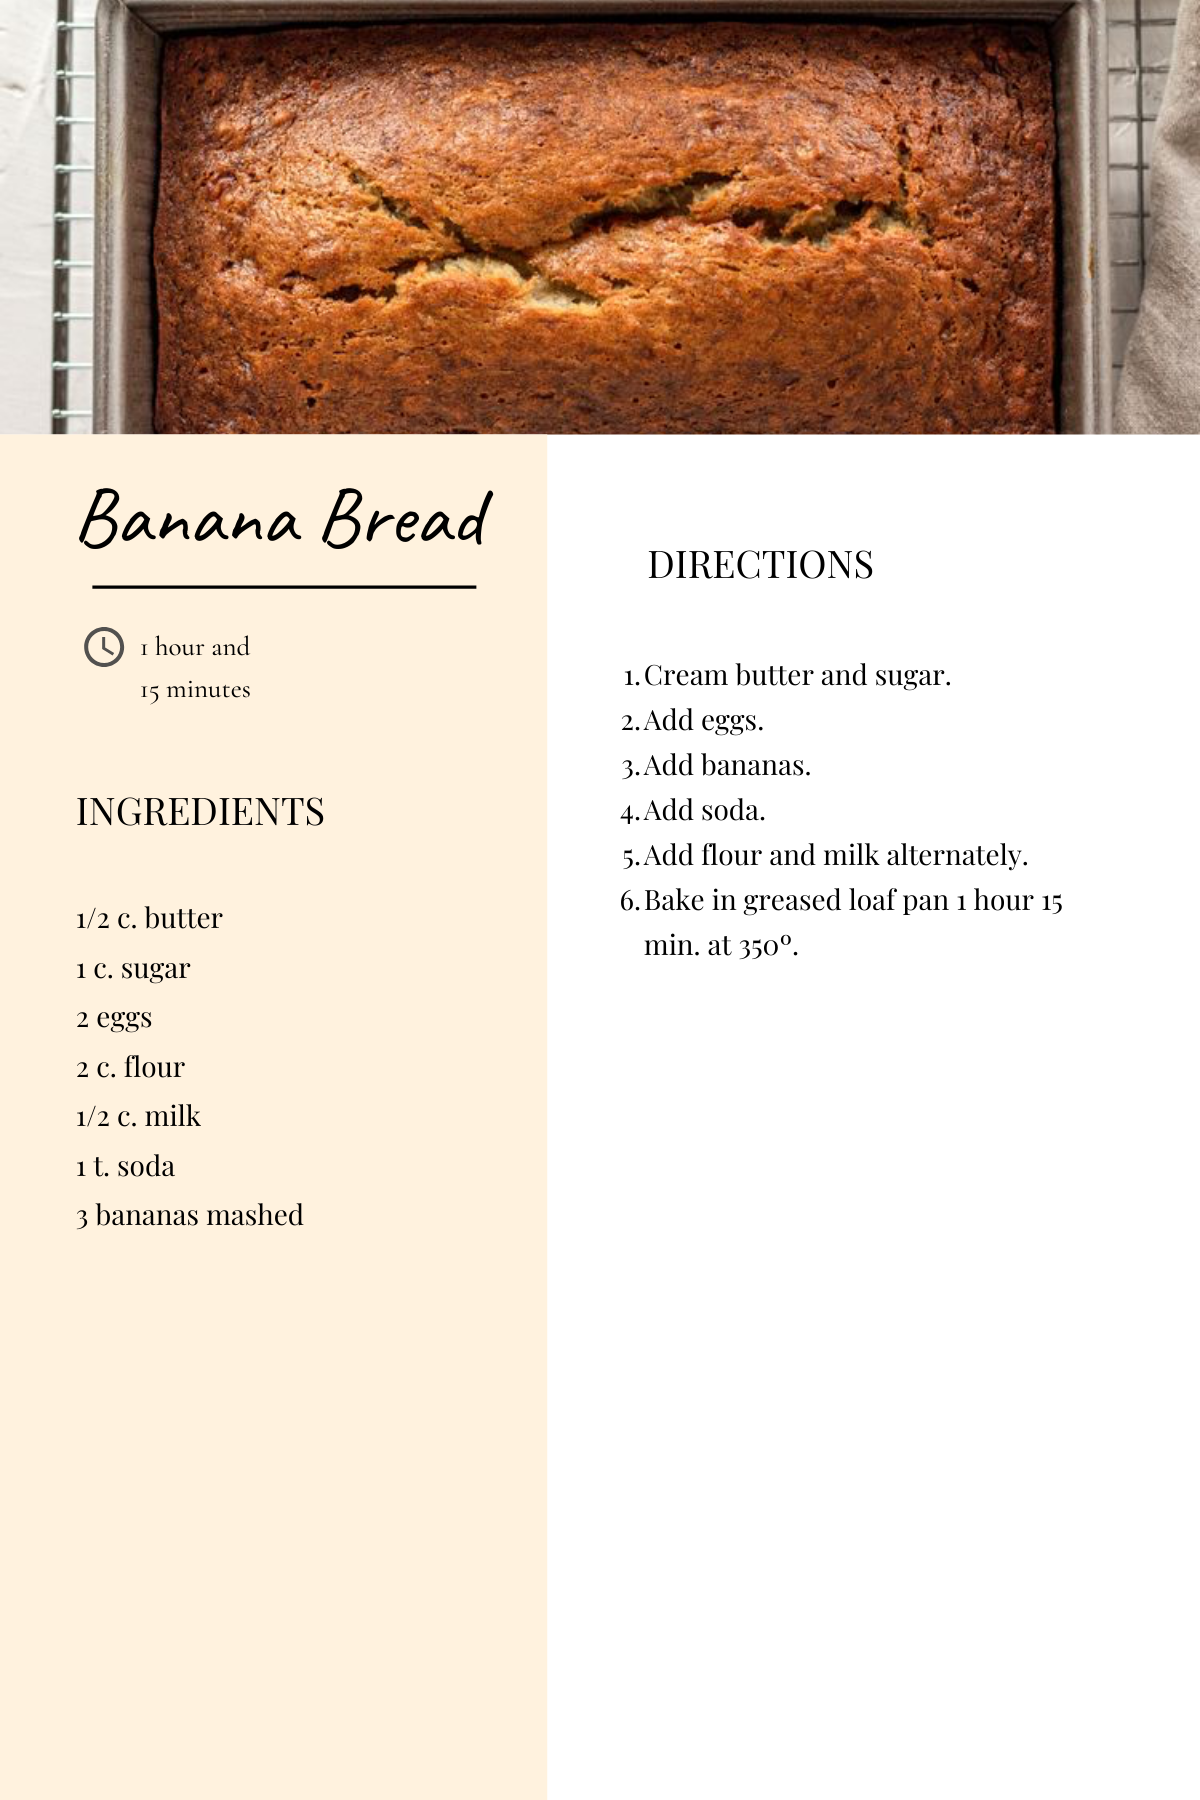 Banana Bread
1 hour and
15 minutes
INGREDIENTS
1/2 c. butter
1 c. sugar
2 eggs
2 c. flour
1/2 c. milk
1 t. soda
3 bananas mashed
DIRECTIONS
1. Cream butter and sugar.
2. Add eggs.
3. Add bananas.
4. Add soda.
5. Add flour and milk alternately.
6. Bake in greased loaf pan 1 hour 15
min. at 350º.